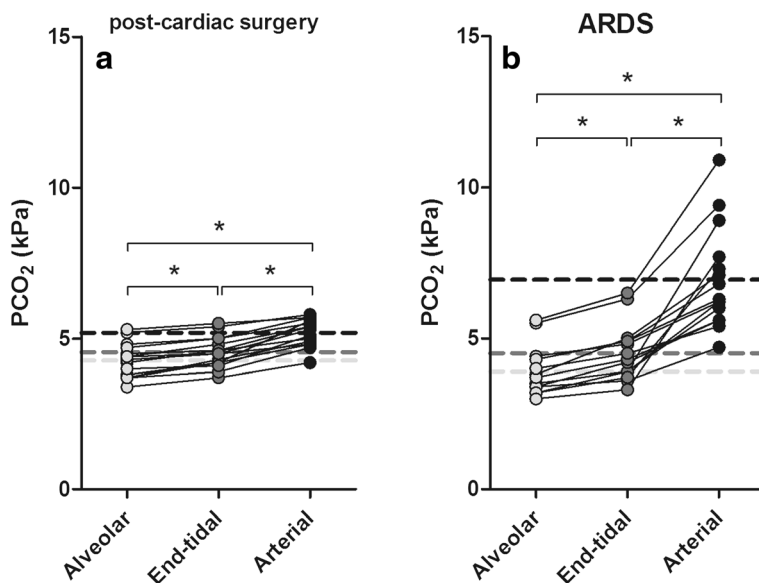 post-cardiac surgery
a
15
10
5
0
PCO₂ (kPa)
*
* *
Alveolar
End-tidal
Arterial
ARDS
b
15
10
5
0
PCO₂ (kPa)
*
* *
Alveolar
End-tidal
Arterial